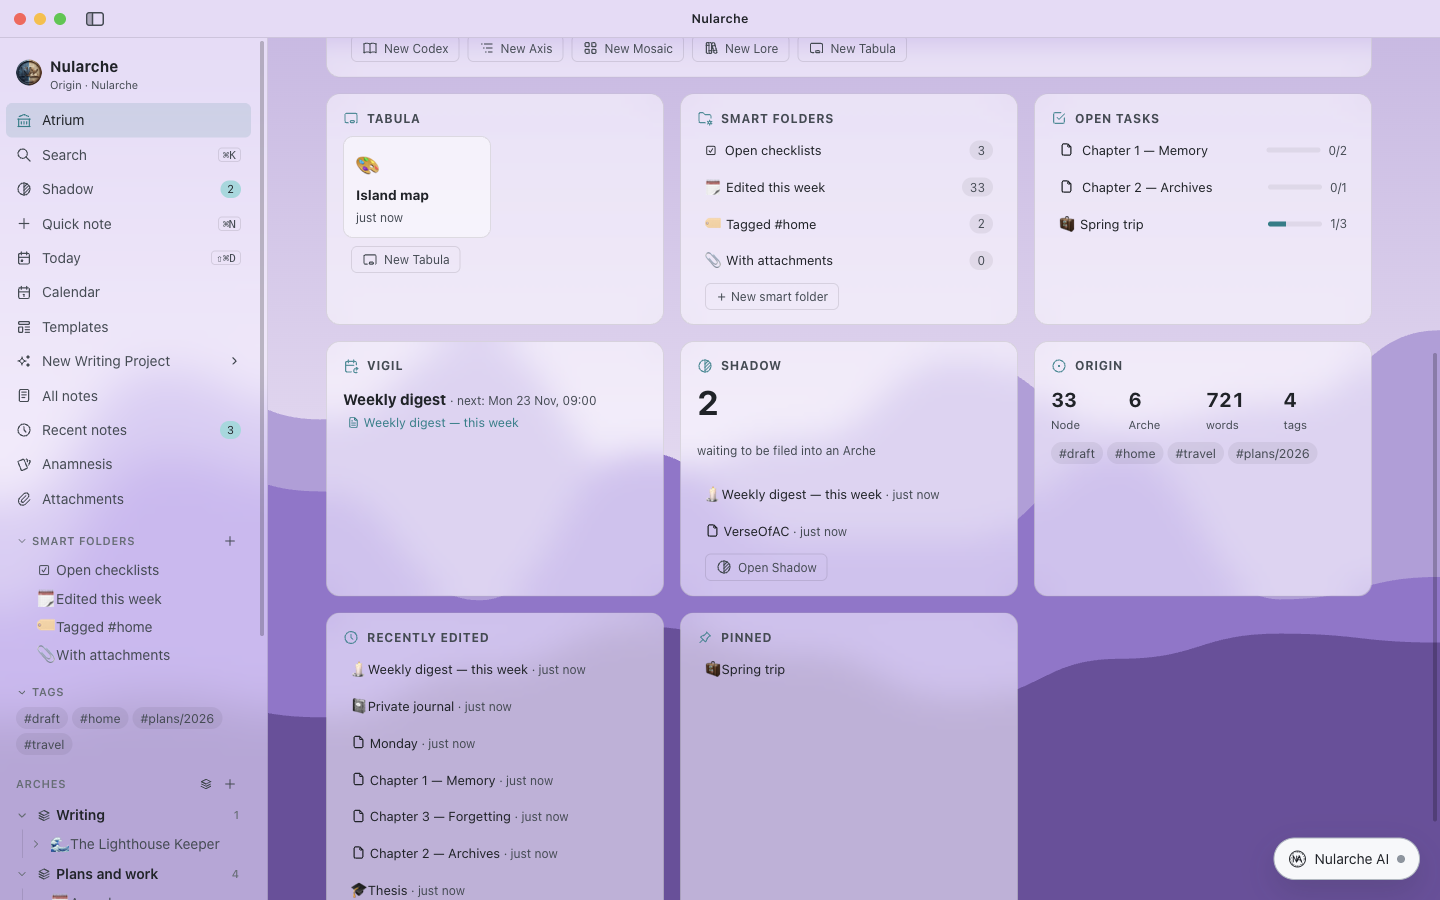 Nularche
Nularche
Origin · Nularche
Atrium
Search ⌘K
Shadow 2
Quick note ⌘N
Today ⇧⌘D
Calendar
Templates
New Writing Project
All notes
Recent notes 3
Anamnesis
Attachments
SMART FOLDERS
Open checklists
Edited this week
Tagged #home
With attachments
TAGS
#draft #home #plans/2026
#travel
ARCHES
Writing 1
The Lighthouse Keeper
Plans and work 4
New Codex New Axis New Mosaic New Lore New Tabula
TABULA
Island map
just now
New Tabula
SMART FOLDERS
Open checklists 3
Edited this week 33
Tagged #home 2
With attachments 0
New smart folder
OPEN TASKS
Chapter 1 — Memory 0/2
Chapter 2 — Archives 0/1
Spring trip 1/3
VIGIL
Weekly digest · next: Mon 23 Nov, 09:00
Weekly digest — this week
SHADOW
2
waiting to be filed into an Arche
Weekly digest — this week · just now
VerseOfAC · just now
Open Shadow
ORIGIN
33 6 721 4
Node Arche words tags
#draft #home #travel #plans/2026
RECENTLY EDITED
Weekly digest — this week · just now
Private journal · just now
Monday · just now
Chapter 1 — Memory · just now
Chapter 3 — Forgetting · just now
Chapter 2 — Archives · just now
Thesis · just now
PINNED
Spring trip
Nularche AI